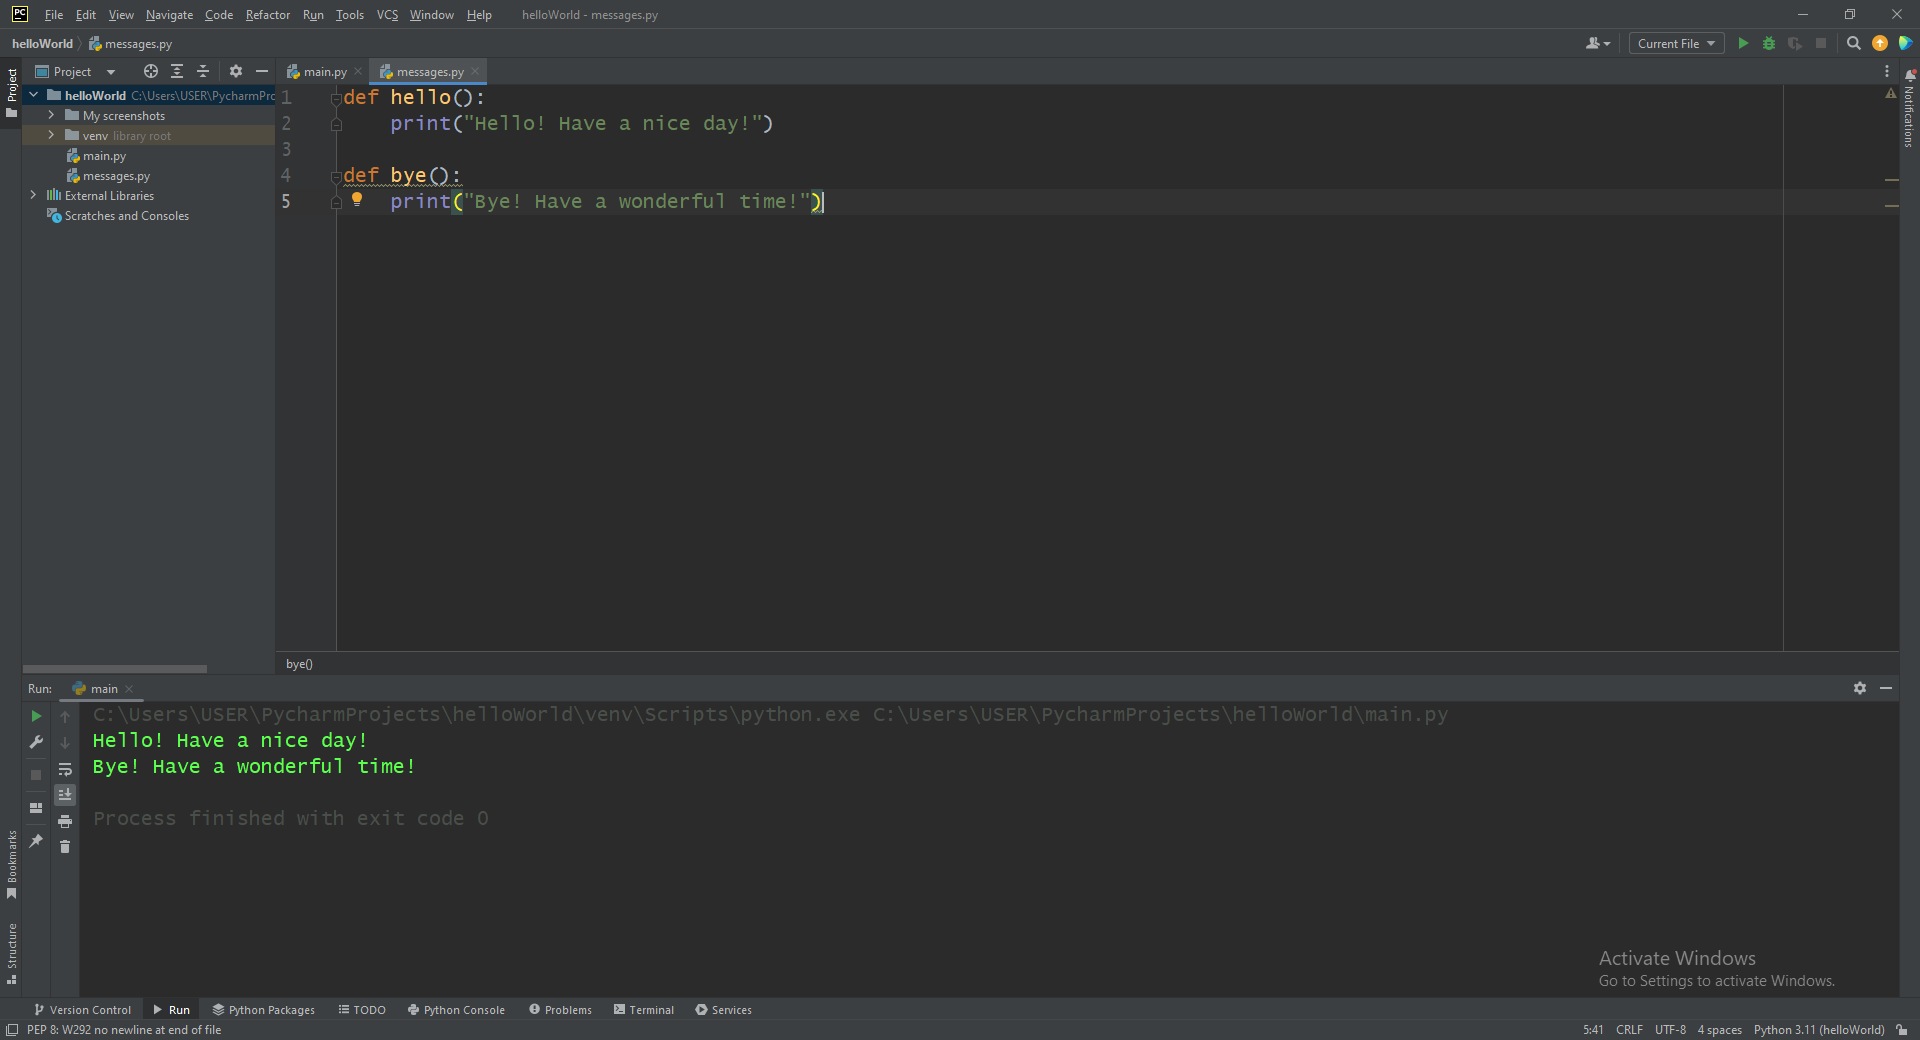 PC File Edit View Navigate Code Refactor Run Tools VCS Window Help helloWorld - messages.py
helloWorld messages.py Current File
Project main.py messages.py
Project
helloWorld C:\Users\USER\PycharmPrc
My screenshots
venv library root
main.py
messages.py
External Libraries
Scratches and Consoles
1 def hello():
2 print("Hello! Have a nice day!")
3
4 def bye():
5 print("Bye! Have a wonderful time!")
Notifications
bye()
Run: main
C:\Users\USER\PycharmProjects\helloWorld\venv\Scripts\python.exe C:\Users\USER\PycharmProjects\helloWorld\main.py
Hello! Have a nice day!
Bye! Have a wonderful time!
Process finished with exit code 0
Bookmarks
Structure
Activate Windows
Go to Settings to activate Windows.
Version Control Run Python Packages TODO Python Console Problems Terminal Services
PEP 8: W292 no newline at end of file 5:41 CRLF UTF-8 4 spaces Python 3.11 (helloWorld)